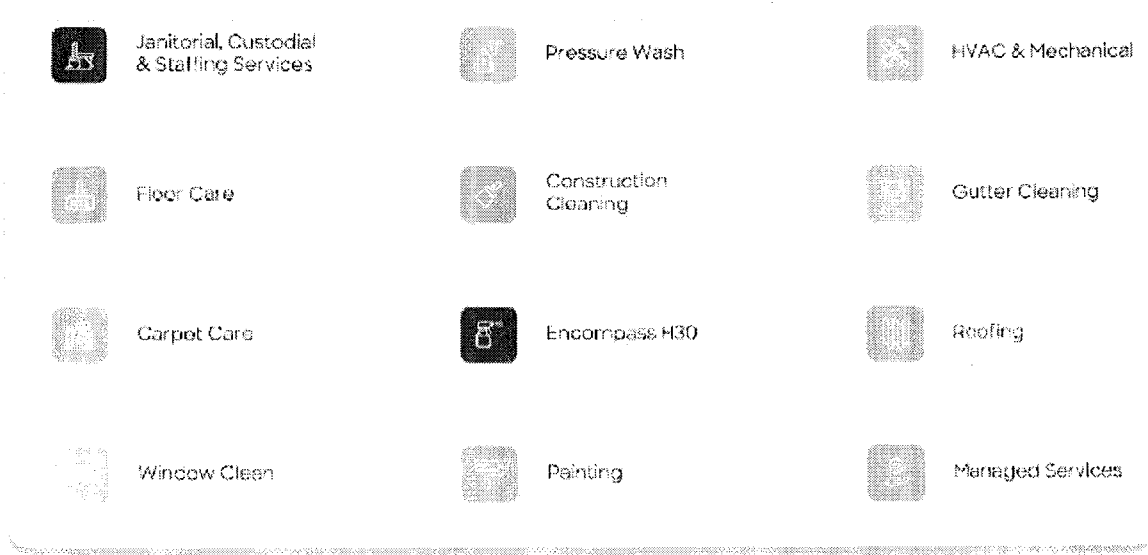 Janitorial, Custodial
& Staffing Services
Pressure Wash
HVAC & Mechanical
Floor Care
Construction
Cleaning
Gutter Cleaning
Carpet Care
Encompass H30
Roofing
Window Clean
Painting
Managed Services